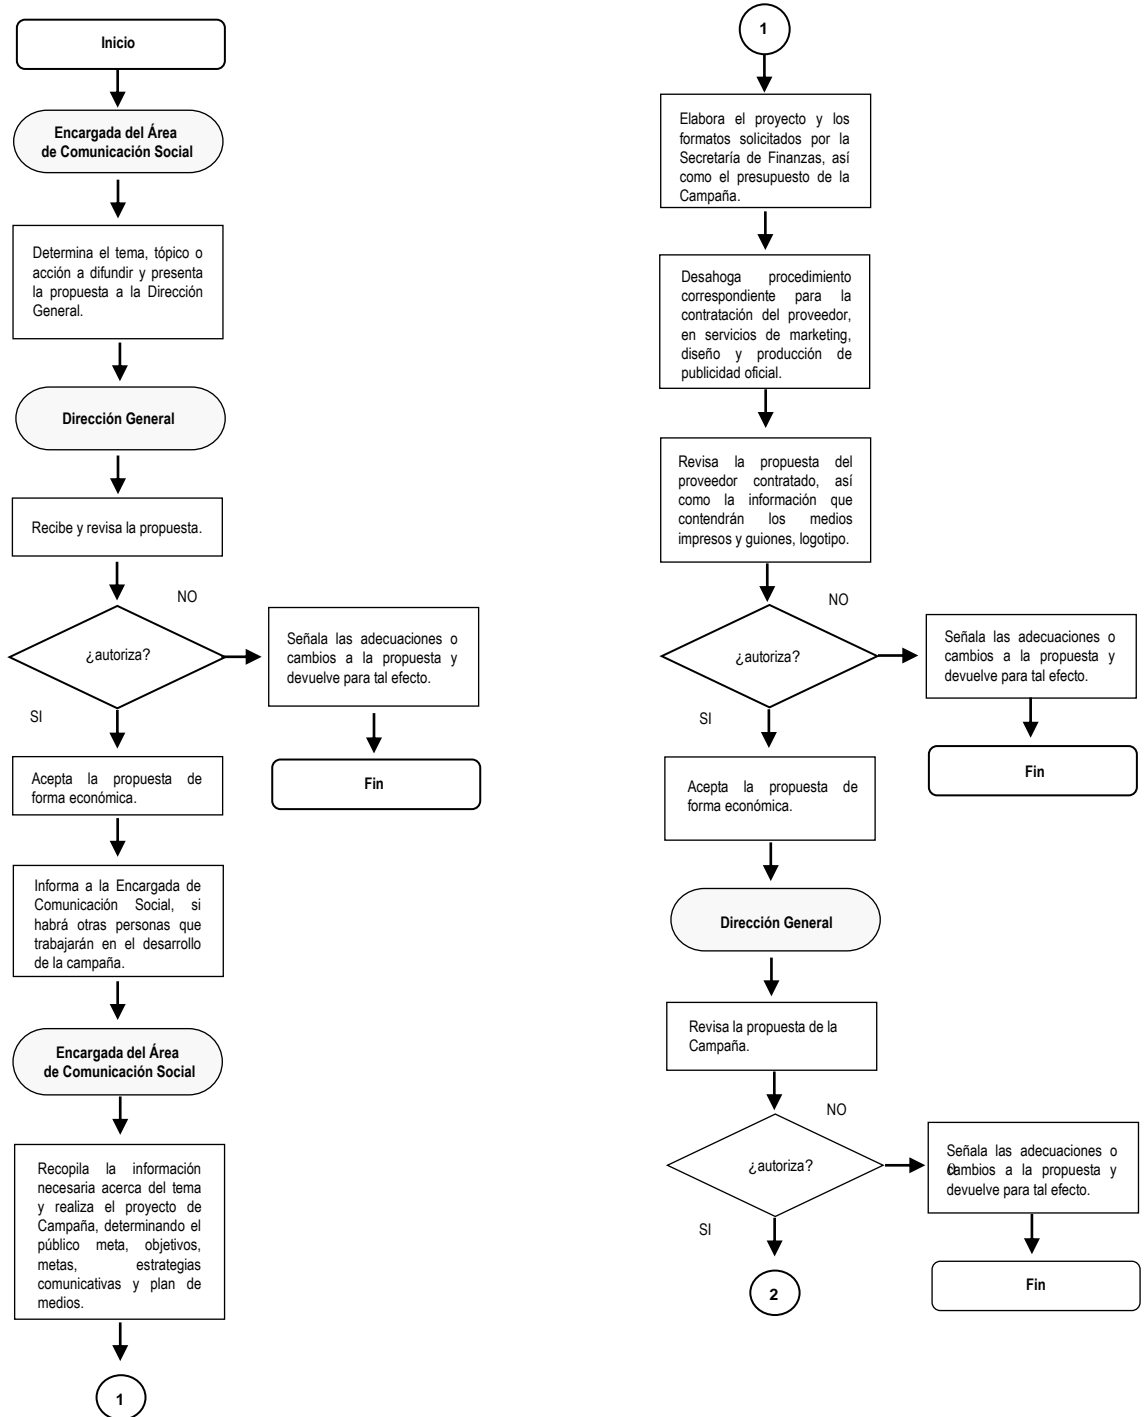 Inicio
Encargada del Área
de Comunicación Social
Determina el tema, tópico o
acción a difundir y presenta
la propuesta a la Dirección
General.
Dirección General
Recibe y revisa la propuesta.
NO
¿autoriza?
Señala las adecuaciones o
cambios a la propuesta y
devuelve para tal efecto.
SI
Fin
Acepta la propuesta de
forma económica.
Informa a la Encargada de
Comunicación Social, si
habrá otras personas que
trabajarán en el desarrollo
de la campaña.
Encargada del Área
de Comunicación Social
Recopila la información
necesaria acerca del tema
y realiza el proyecto de
Campaña, determinando el
público meta, objetivos,
metas, estrategias
comunicativas y plan de
medios.
1
1
Elabora el proyecto y los
formatos solicitados por la
Secretaría de Finanzas, así
como el presupuesto de la
Campaña.
Desahoga procedimiento
correspondiente para la
contratación del proveedor,
en servicios de marketing,
diseño y producción de
publicidad oficial.
Revisa la propuesta del
proveedor contratado, así
como la información que
contendrán los medios
impresos y guiones, logotipo.
NO
¿autoriza?
Señala las adecuaciones o
cambios a la propuesta y
devuelve para tal efecto.
SI
Fin
Acepta la propuesta de
forma económica.
Dirección General
Revisa la propuesta de la
Campaña.
NO
¿autoriza?
Señala las adecuaciones o
cambios a la propuesta y
devuelve para tal efecto.
SI
Fin
2